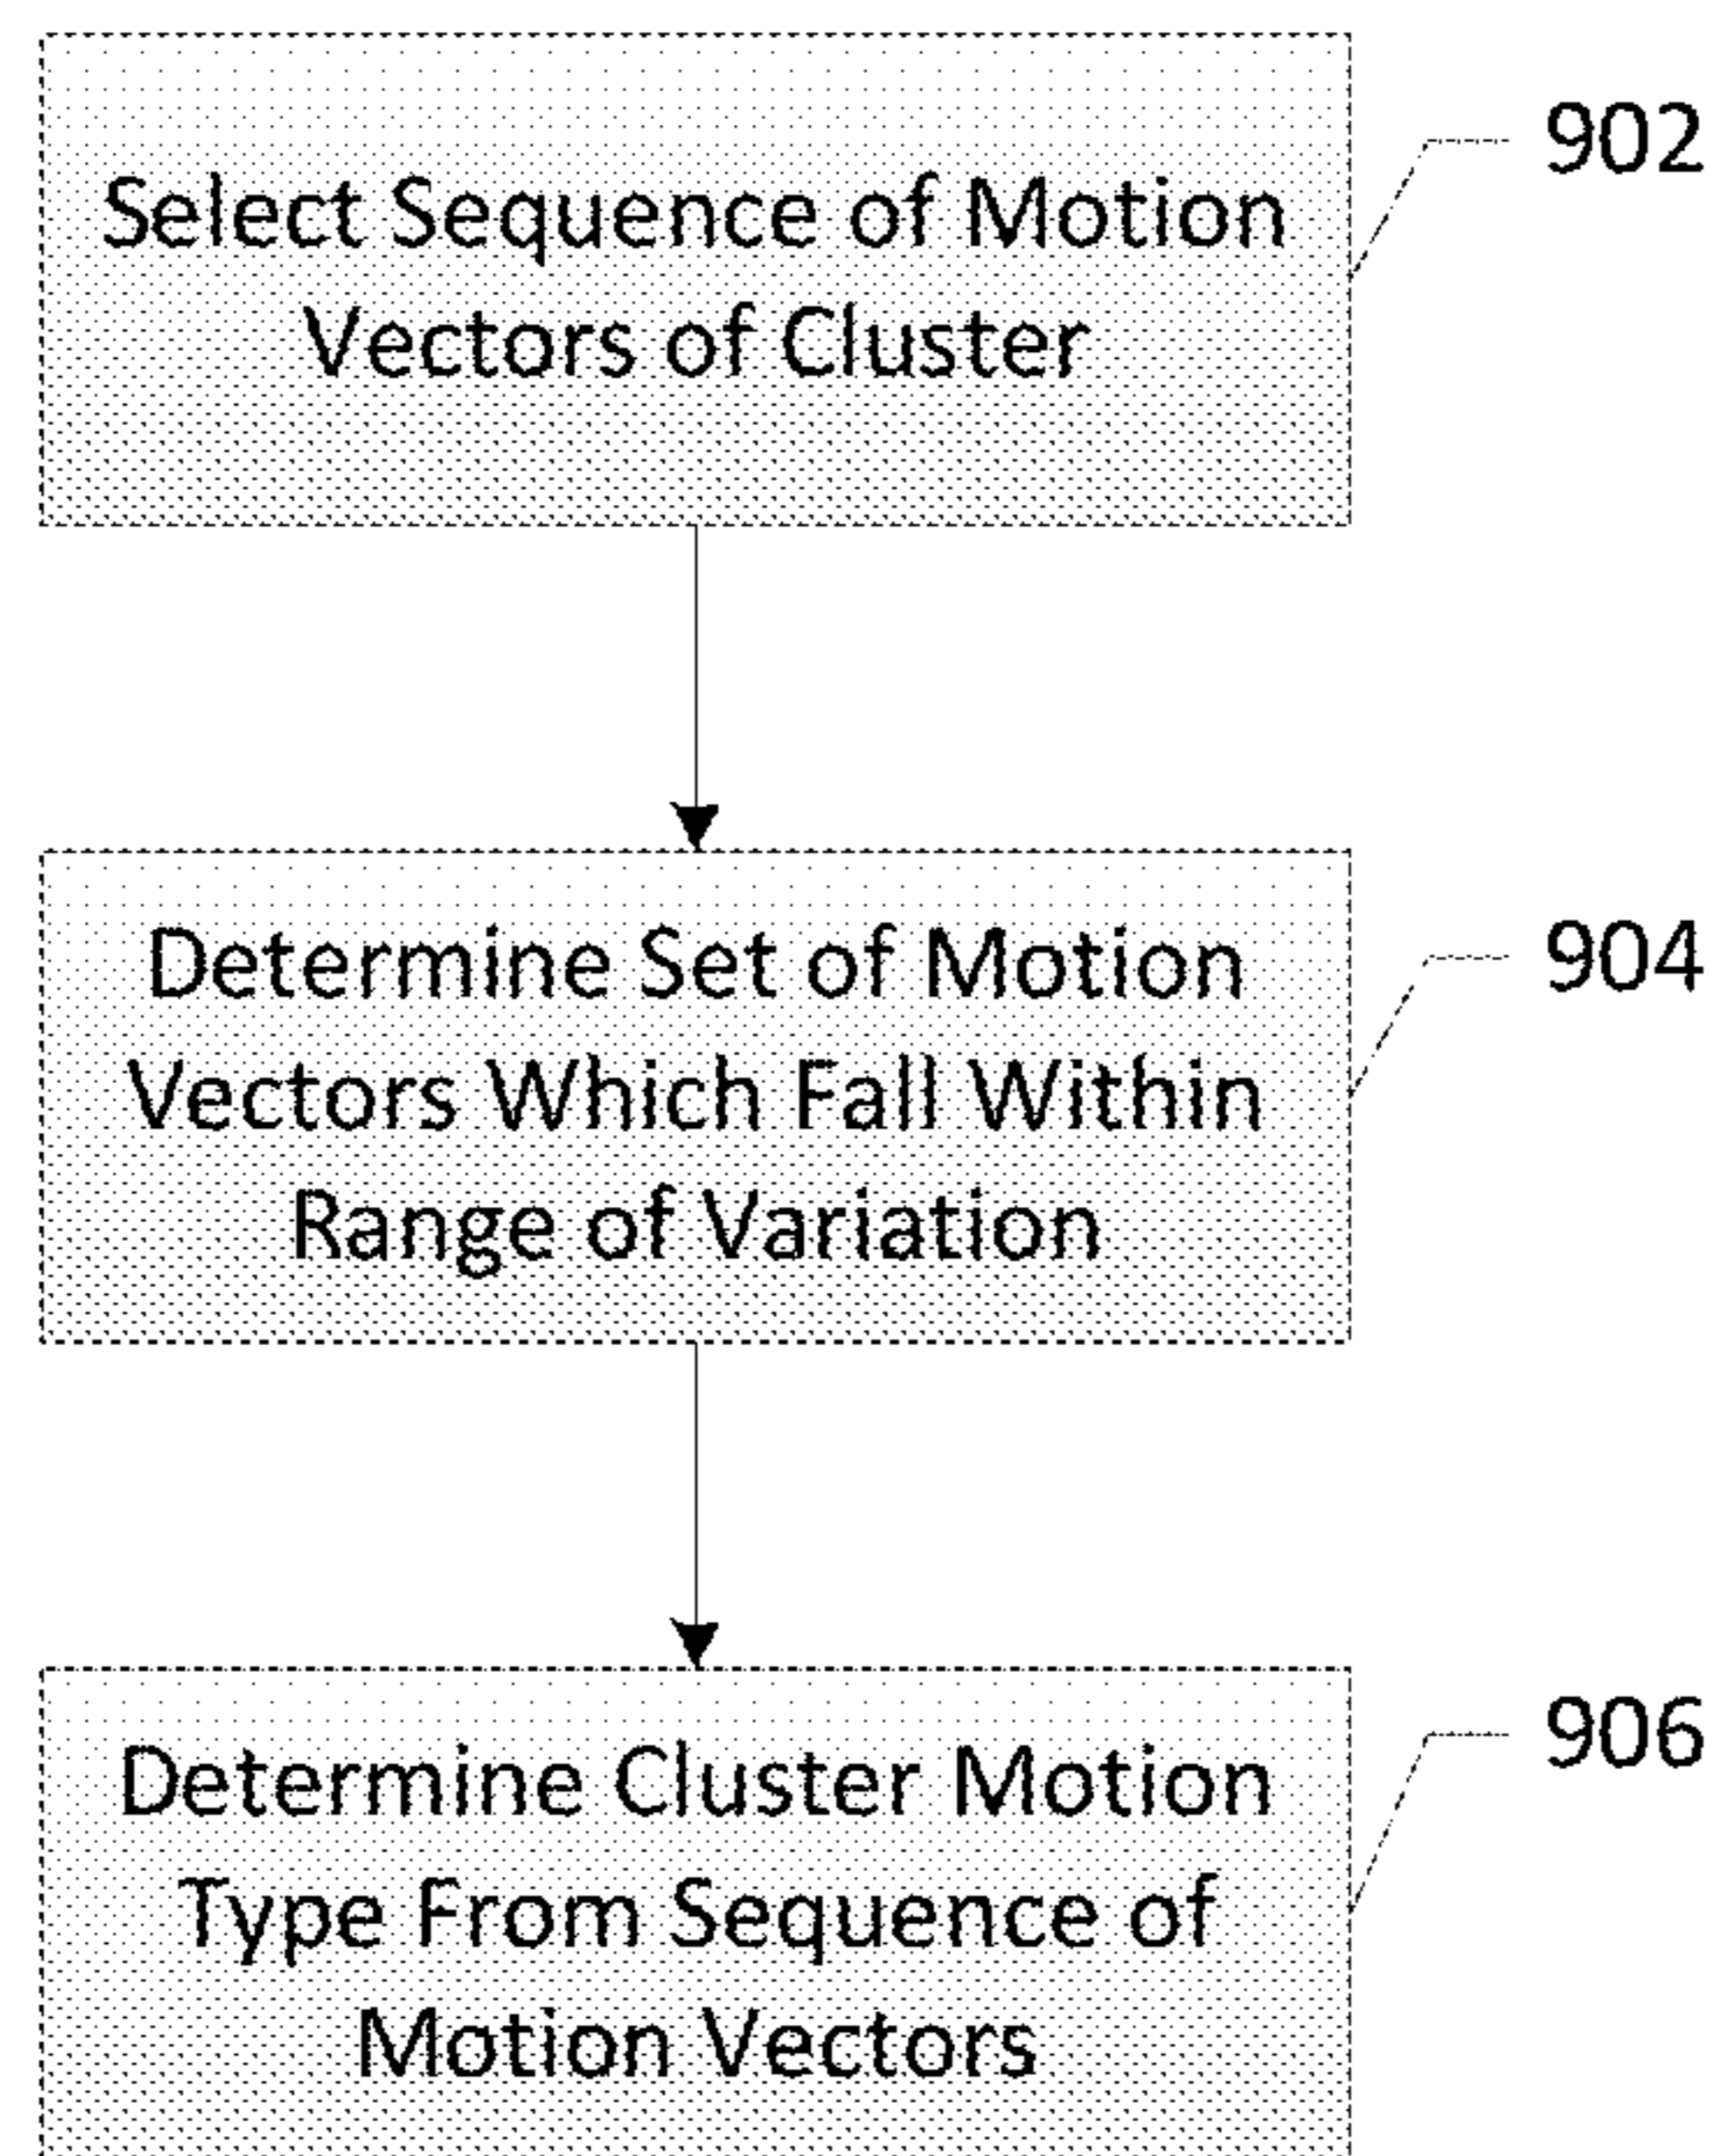 Select Sequence of Motion
Vectors of Cluster
902
Determine Set of Motion
Vectors Which Fall Within
Range of Variation
904
Determine Cluster Motion
Type From Sequence of
Motion Vectors
906